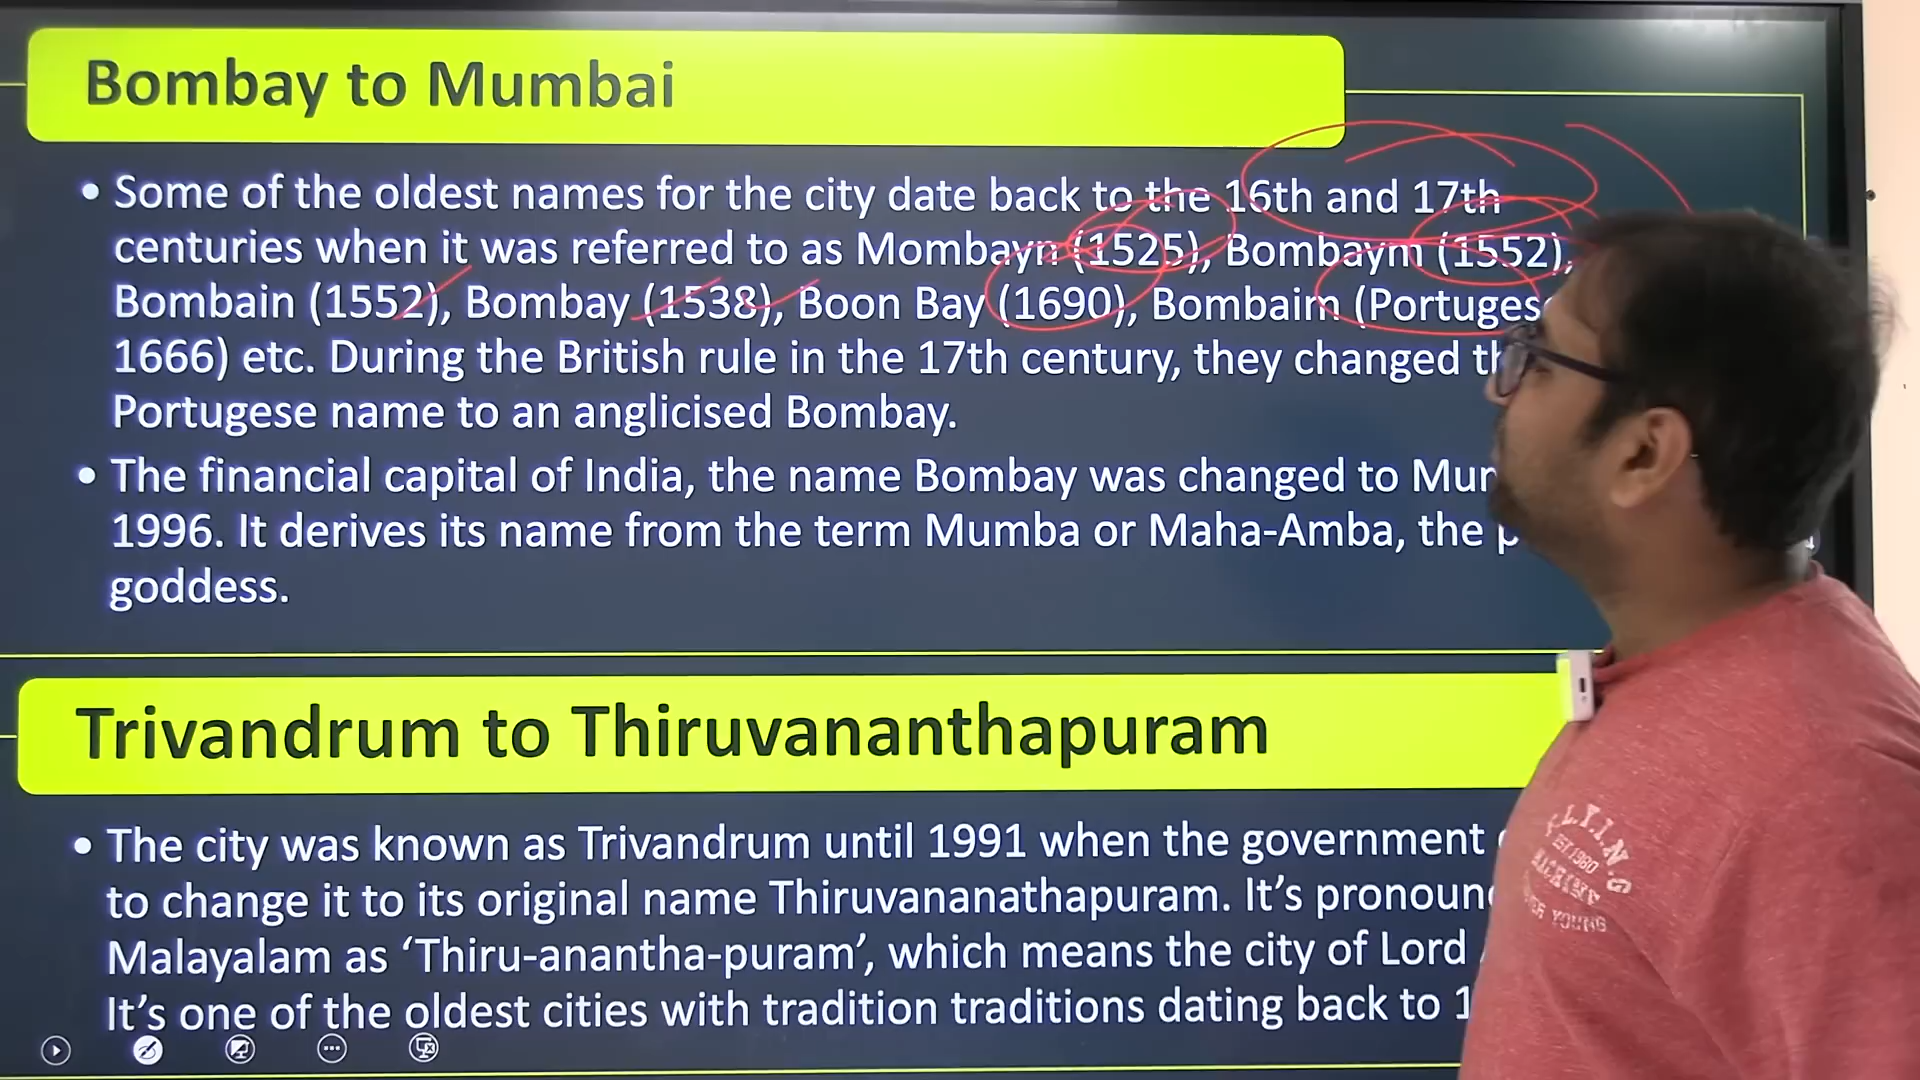 Bombay to Mumbai
• Some of the oldest names for the city date back to the 16th and 17th
centuries when it was referred to as Mombayn (1525), Bombaym (1552),
Bombain (1552), Bombay (1538), Boon Bay (1690), Bombaim (Portugese
1666) etc. During the British rule in the 17th century, they changed
Portugese name to an anglicised Bombay.
• The financial capital of India, the name Bombay was changed to
1996. It derives its name from the term Mumba or Maha-Amba, the
goddess.
Trivandrum to Thiruvananthapuram
• The city was known as Trivandrum until 1991 when the government
to change it to its original name Thiruvananathapuram. It’s
Malayalam as ‘Thiru-anantha-puram’, which means the city of Lord
It’s one of the oldest cities with tradition traditions dating back to
EST 1980
YOUNG